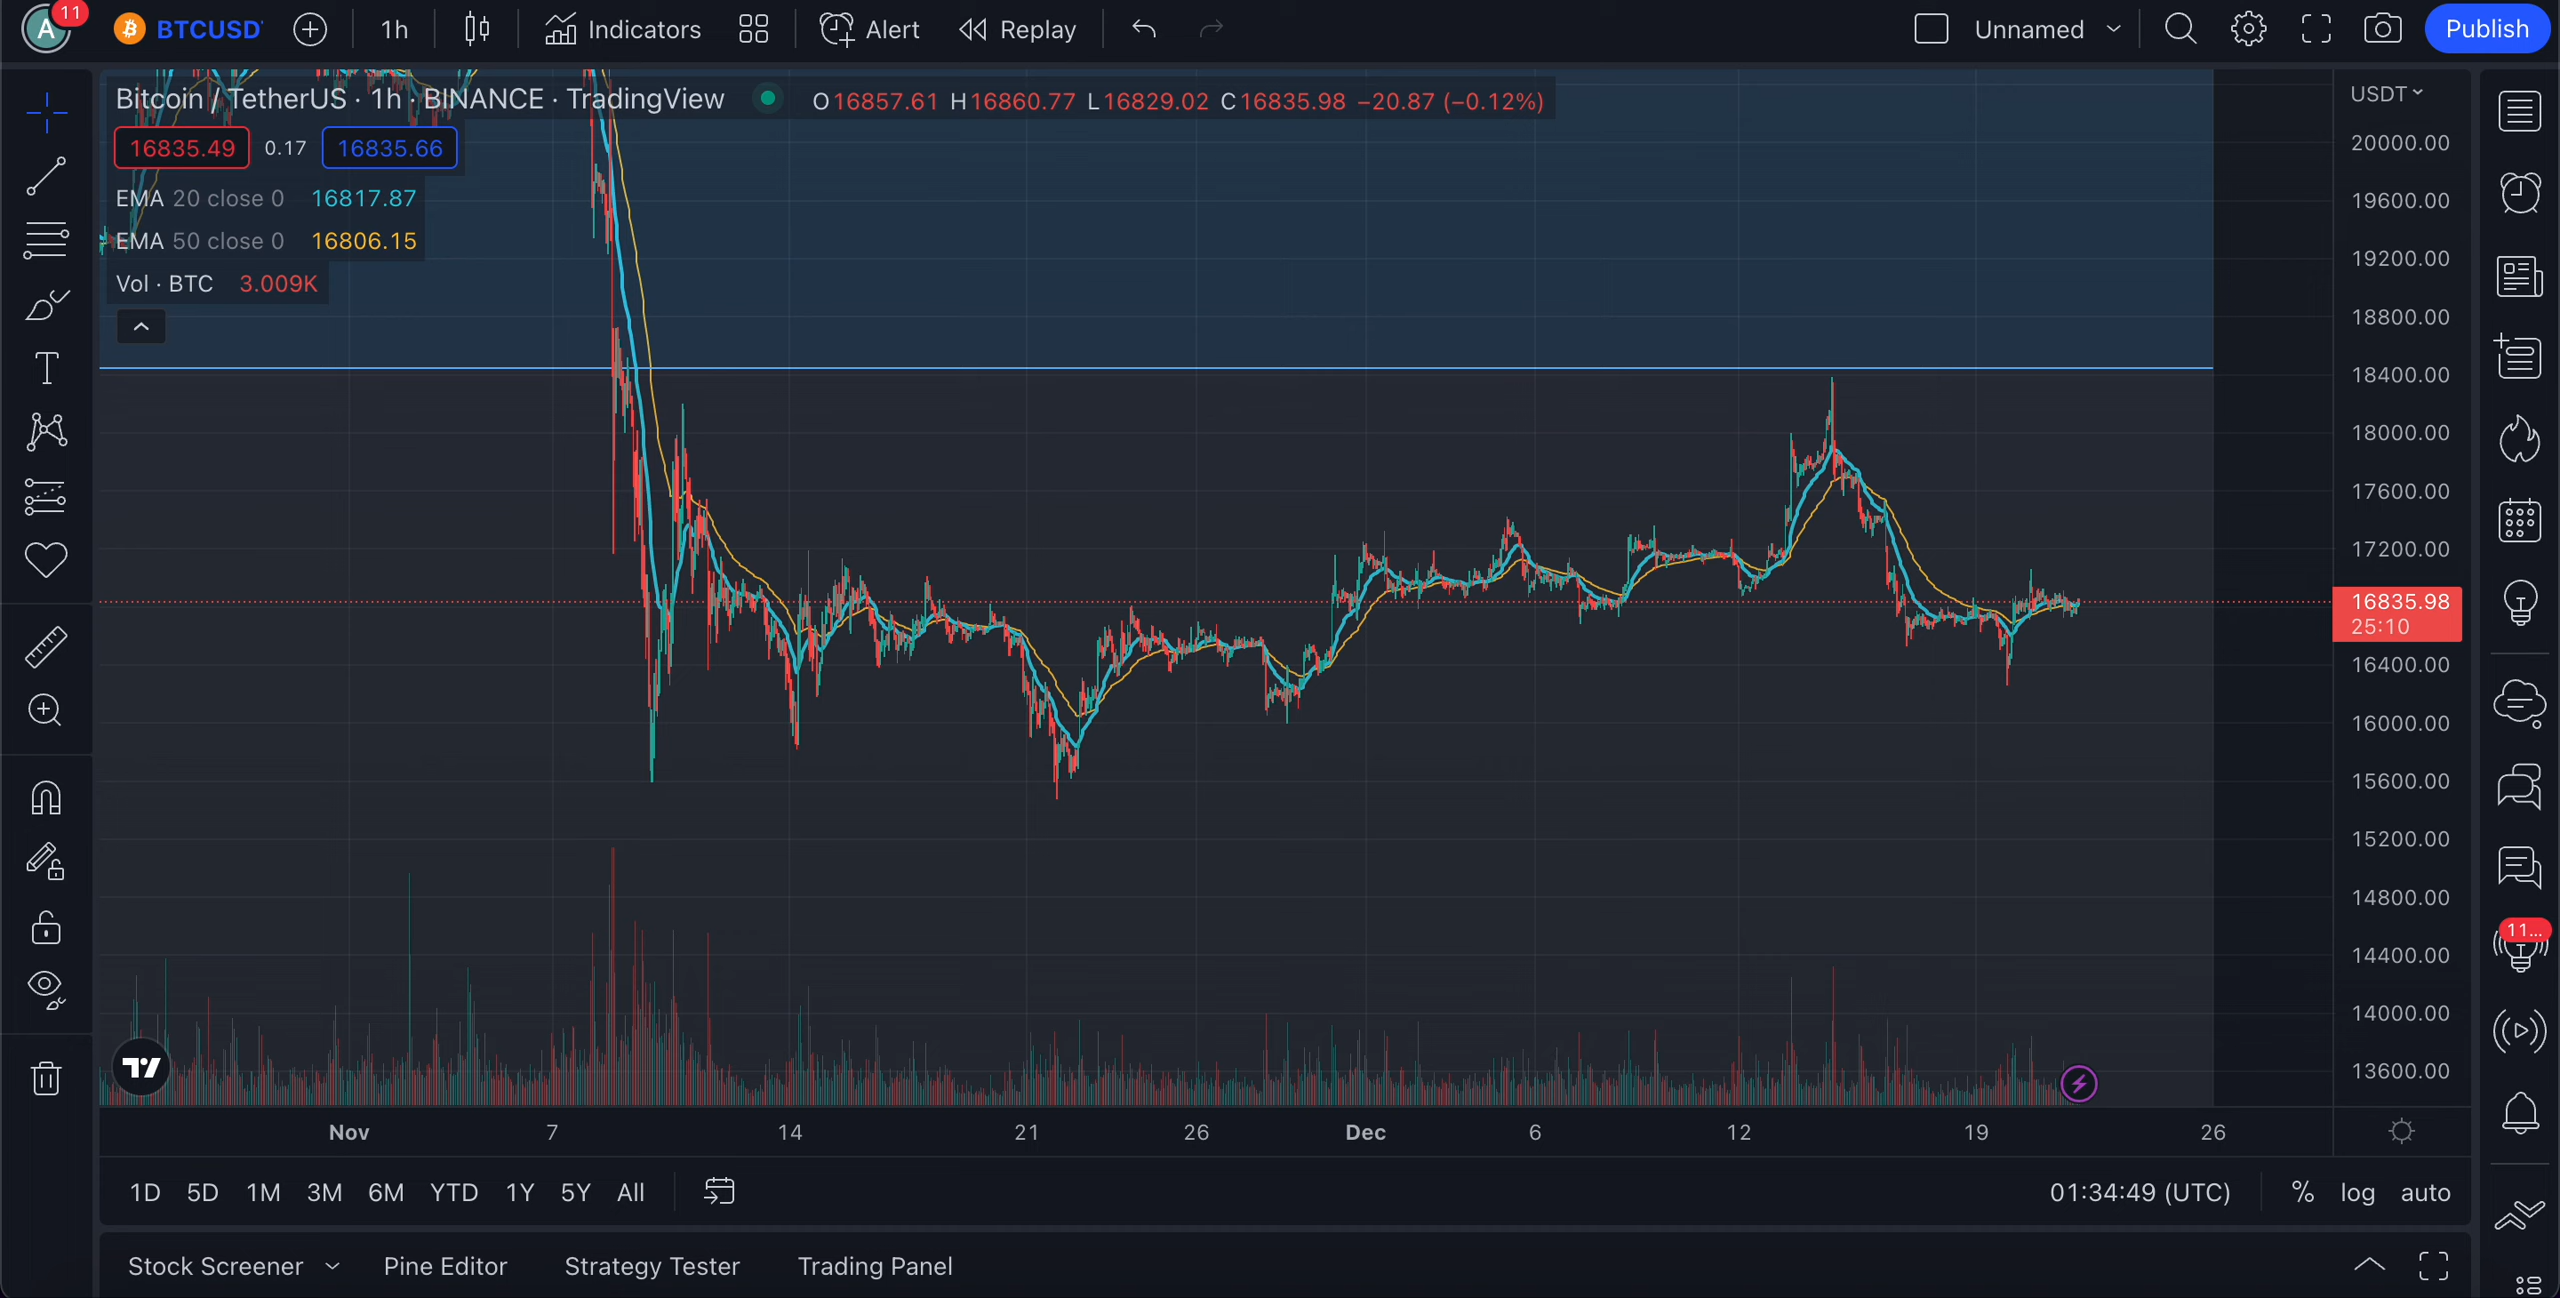 A 11 BTCUSD 1h Indicators Alert Replay Unnamed Publish
Bitcoin / TetherUS · 1h · BINANCE · TradingView O16857.61 H16860.77 L16829.02 C16835.98 −20.87 (−0.12%)
USDT
16835.49 0.17 16835.66
EMA 20 close 0 16817.87
EMA 50 close 0 16806.15
Vol · BTC 3.009K
20000.00
19600.00
19200.00
18800.00
18400.00
18000.00
17600.00
17200.00
16835.98
25:10
16400.00
16000.00
15600.00
15200.00
14800.00
14400.00
14000.00
13600.00
11...
Nov 7 14 21 26 Dec 6 12 19 26
1D 5D 1M 3M 6M YTD 1Y 5Y All 01:34:49 (UTC) % log auto
Stock Screener Pine Editor Strategy Tester Trading Panel